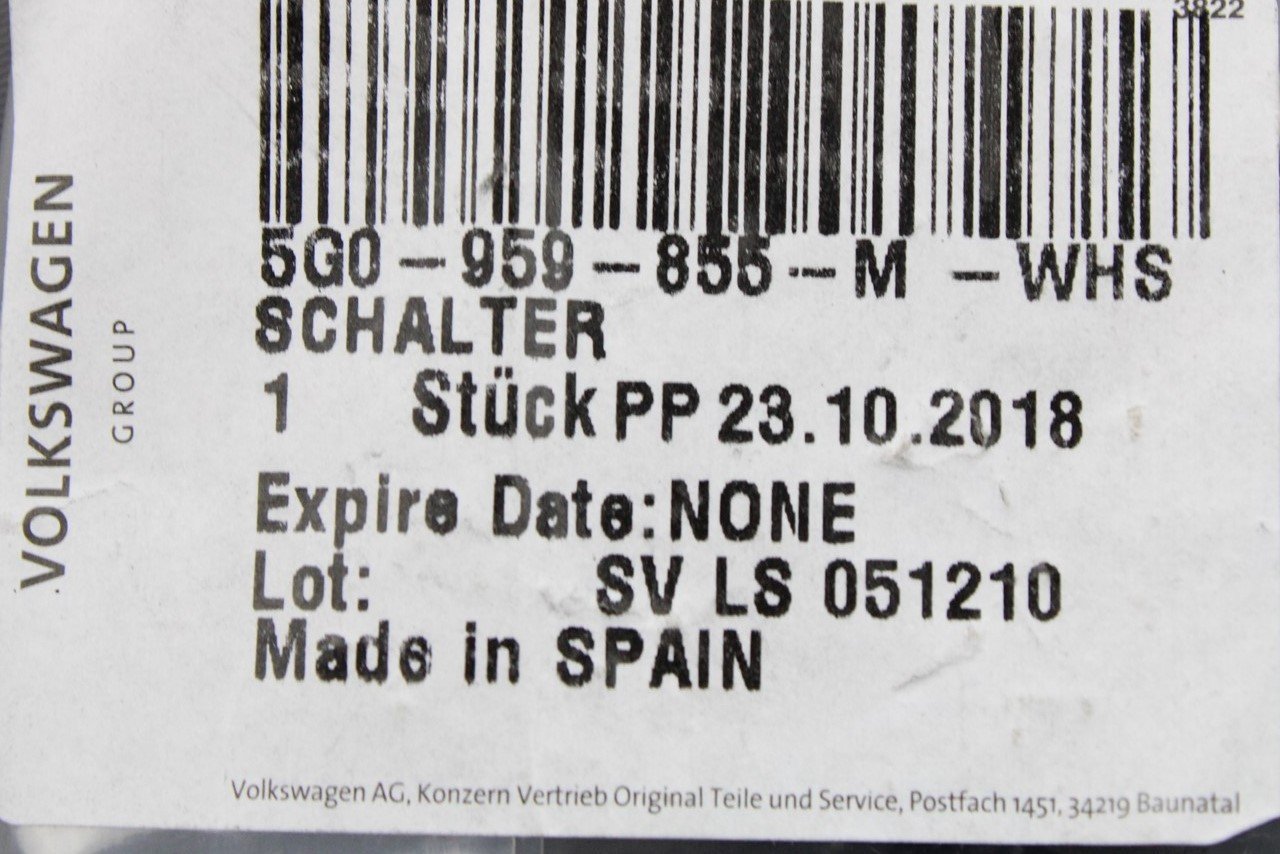 3822
5G0-959-855-M -WHS
SCHALTER
1 Stück PP 23.10.2018
Expire Date:NONE
Lot: SV LS 051210
Made in SPAIN
VOLKSWAGEN
GROUP
Volkswagen AG, Konzern Vertrieb Original Teile und Service, Postfach 1451, 34219 Baunatal